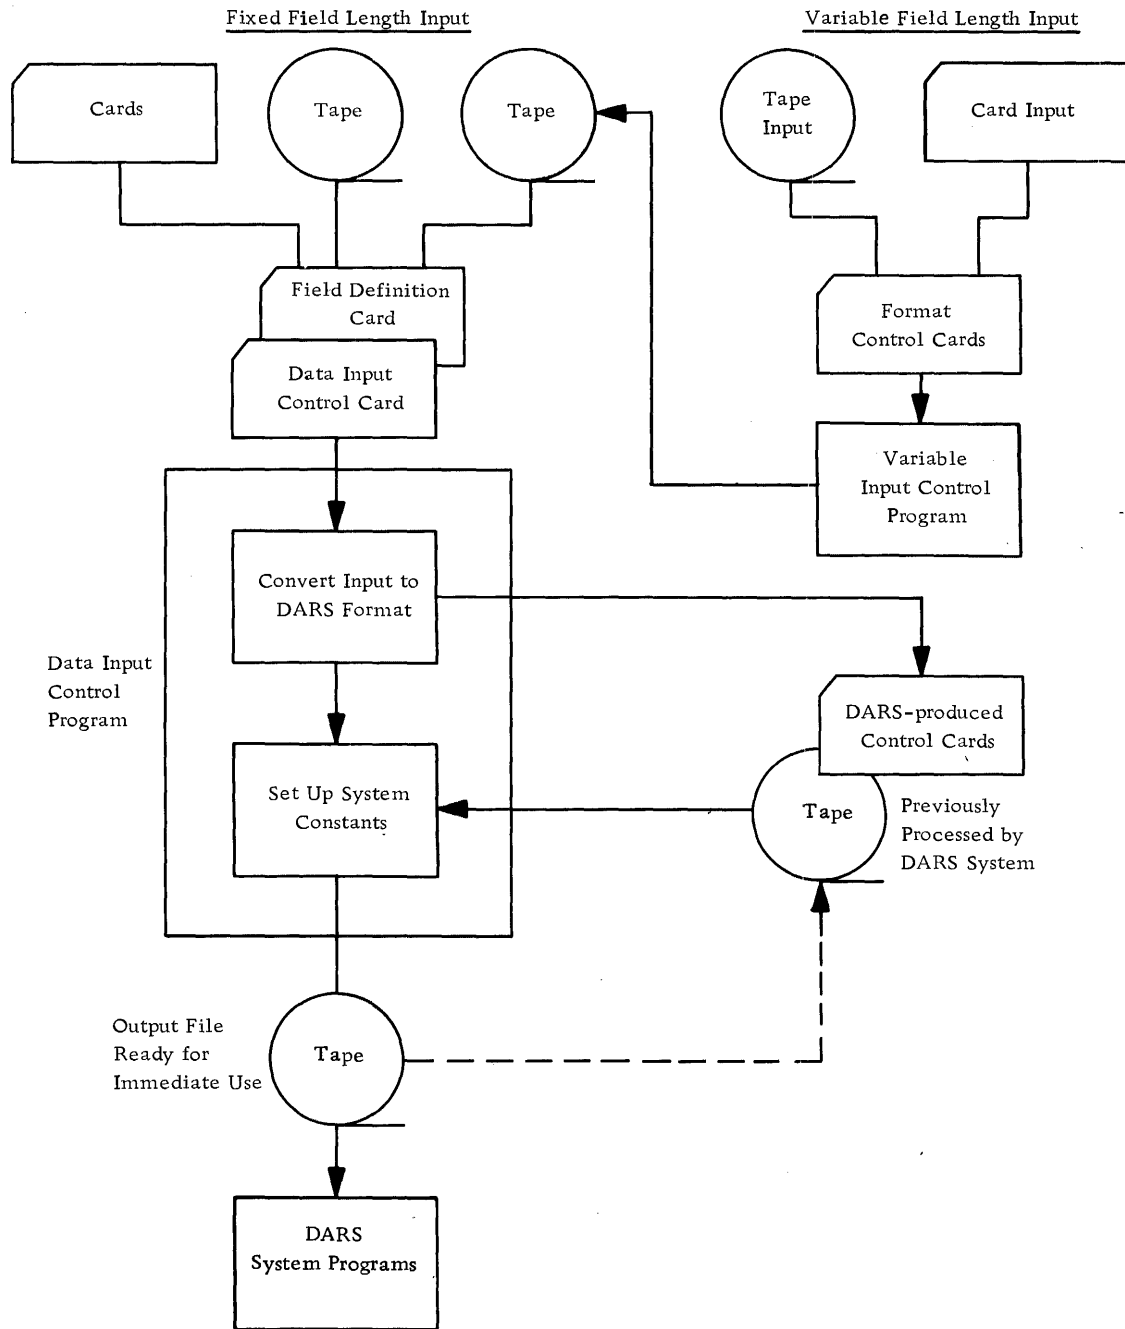 Fixed Field Length Input
Variable Field Length Input
Cards
Tape
Tape
Tape
Input
Card Input
Field Definition
Card
Data Input
Control Card
Format
Control Cards
Variable
Input Control
Program
Convert Input to
DARS Format
Data Input
Control
Program
DARS-produced
Control Cards
Set Up System
Constants
Tape
Previously
Processed by
DARS System
Output File
Ready for
Immediate Use
Tape
DARS
System Programs